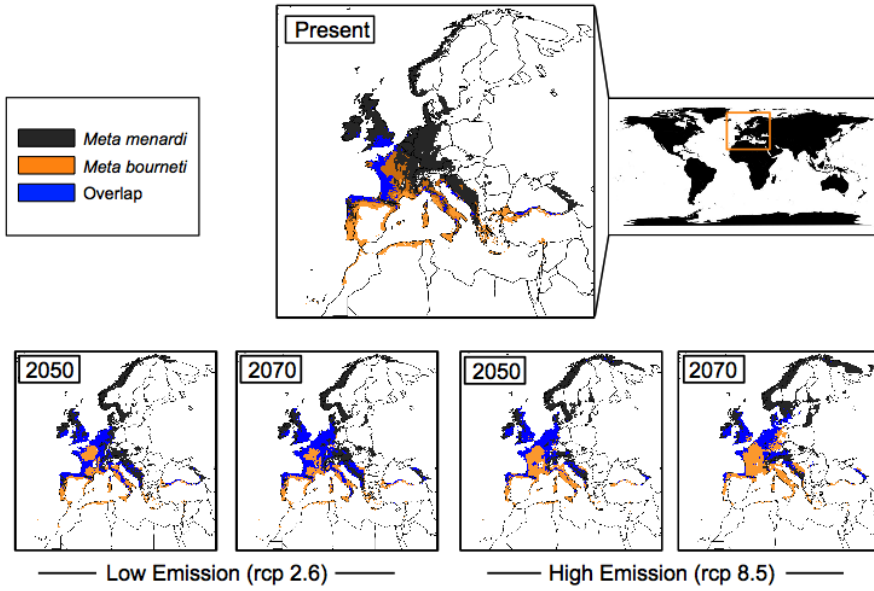 Present
Meta menardi
Meta bourneti
Overlap
2050
2070
2050
2070
Low Emission (rcp 2.6)
High Emission (rcp 8.5)